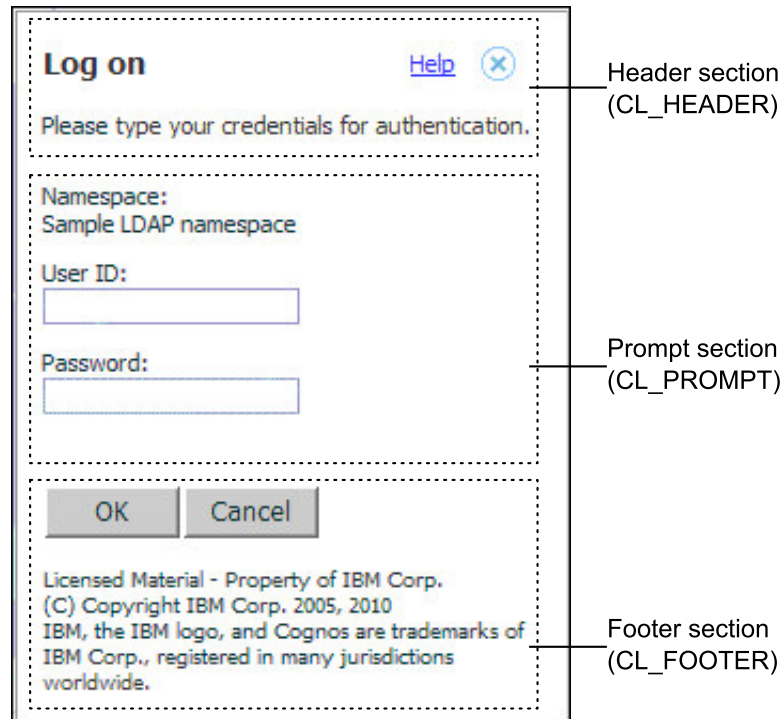 Log on
Help
Please type your credentials for authentication.
Header section
(CL_HEADER)
Namespace:
Sample LDAP namespace
User ID:
Password:
Prompt section
(CL_PROMPT)
OK
Cancel
Licensed Material - Property of IBM Corp.
(C) Copyright IBM Corp. 2005, 2010
IBM, the IBM logo, and Cognos are trademarks of
IBM Corp., registered in many jurisdictions
worldwide.
Footer section
(CL_FOOTER)